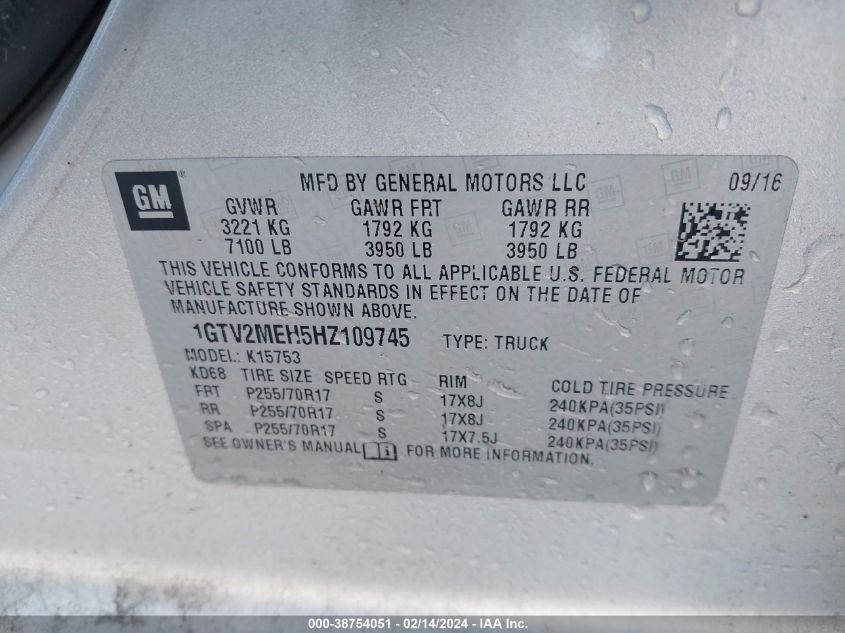 GM ®
MFD BY GENERAL MOTORS LLC 09/16
GVWR GAWR FRT GAWR RR
3221 KG 1792 KG 1792 KG
7100 LB 3950 LB 3950 LB
THIS VEHICLE CONFORMS TO ALL APPLICABLE U.S. FEDERAL MOTOR
VEHICLE SAFETY STANDARDS IN EFFECT ON THE DATE OF
MANUFACTURE SHOWN ABOVE.
1GTV2MEH5HZ109745 TYPE: TRUCK
MODEL: K15753
KD68 TIRE SIZE SPEED RTG RIM COLD TIRE PRESSURE
FRT P255/70R17 S 17X8J 240KPA(35PSI)
RR P255/70R17 S 17X8J 240KPA(35PSI)
SPA P255/70R17 S 17X7.5J 240KPA(35PSI)
SEE OWNER'S MANUAL i FOR MORE INFORMATION.
000-38754051 - 02/14/2024 - IAA Inc.